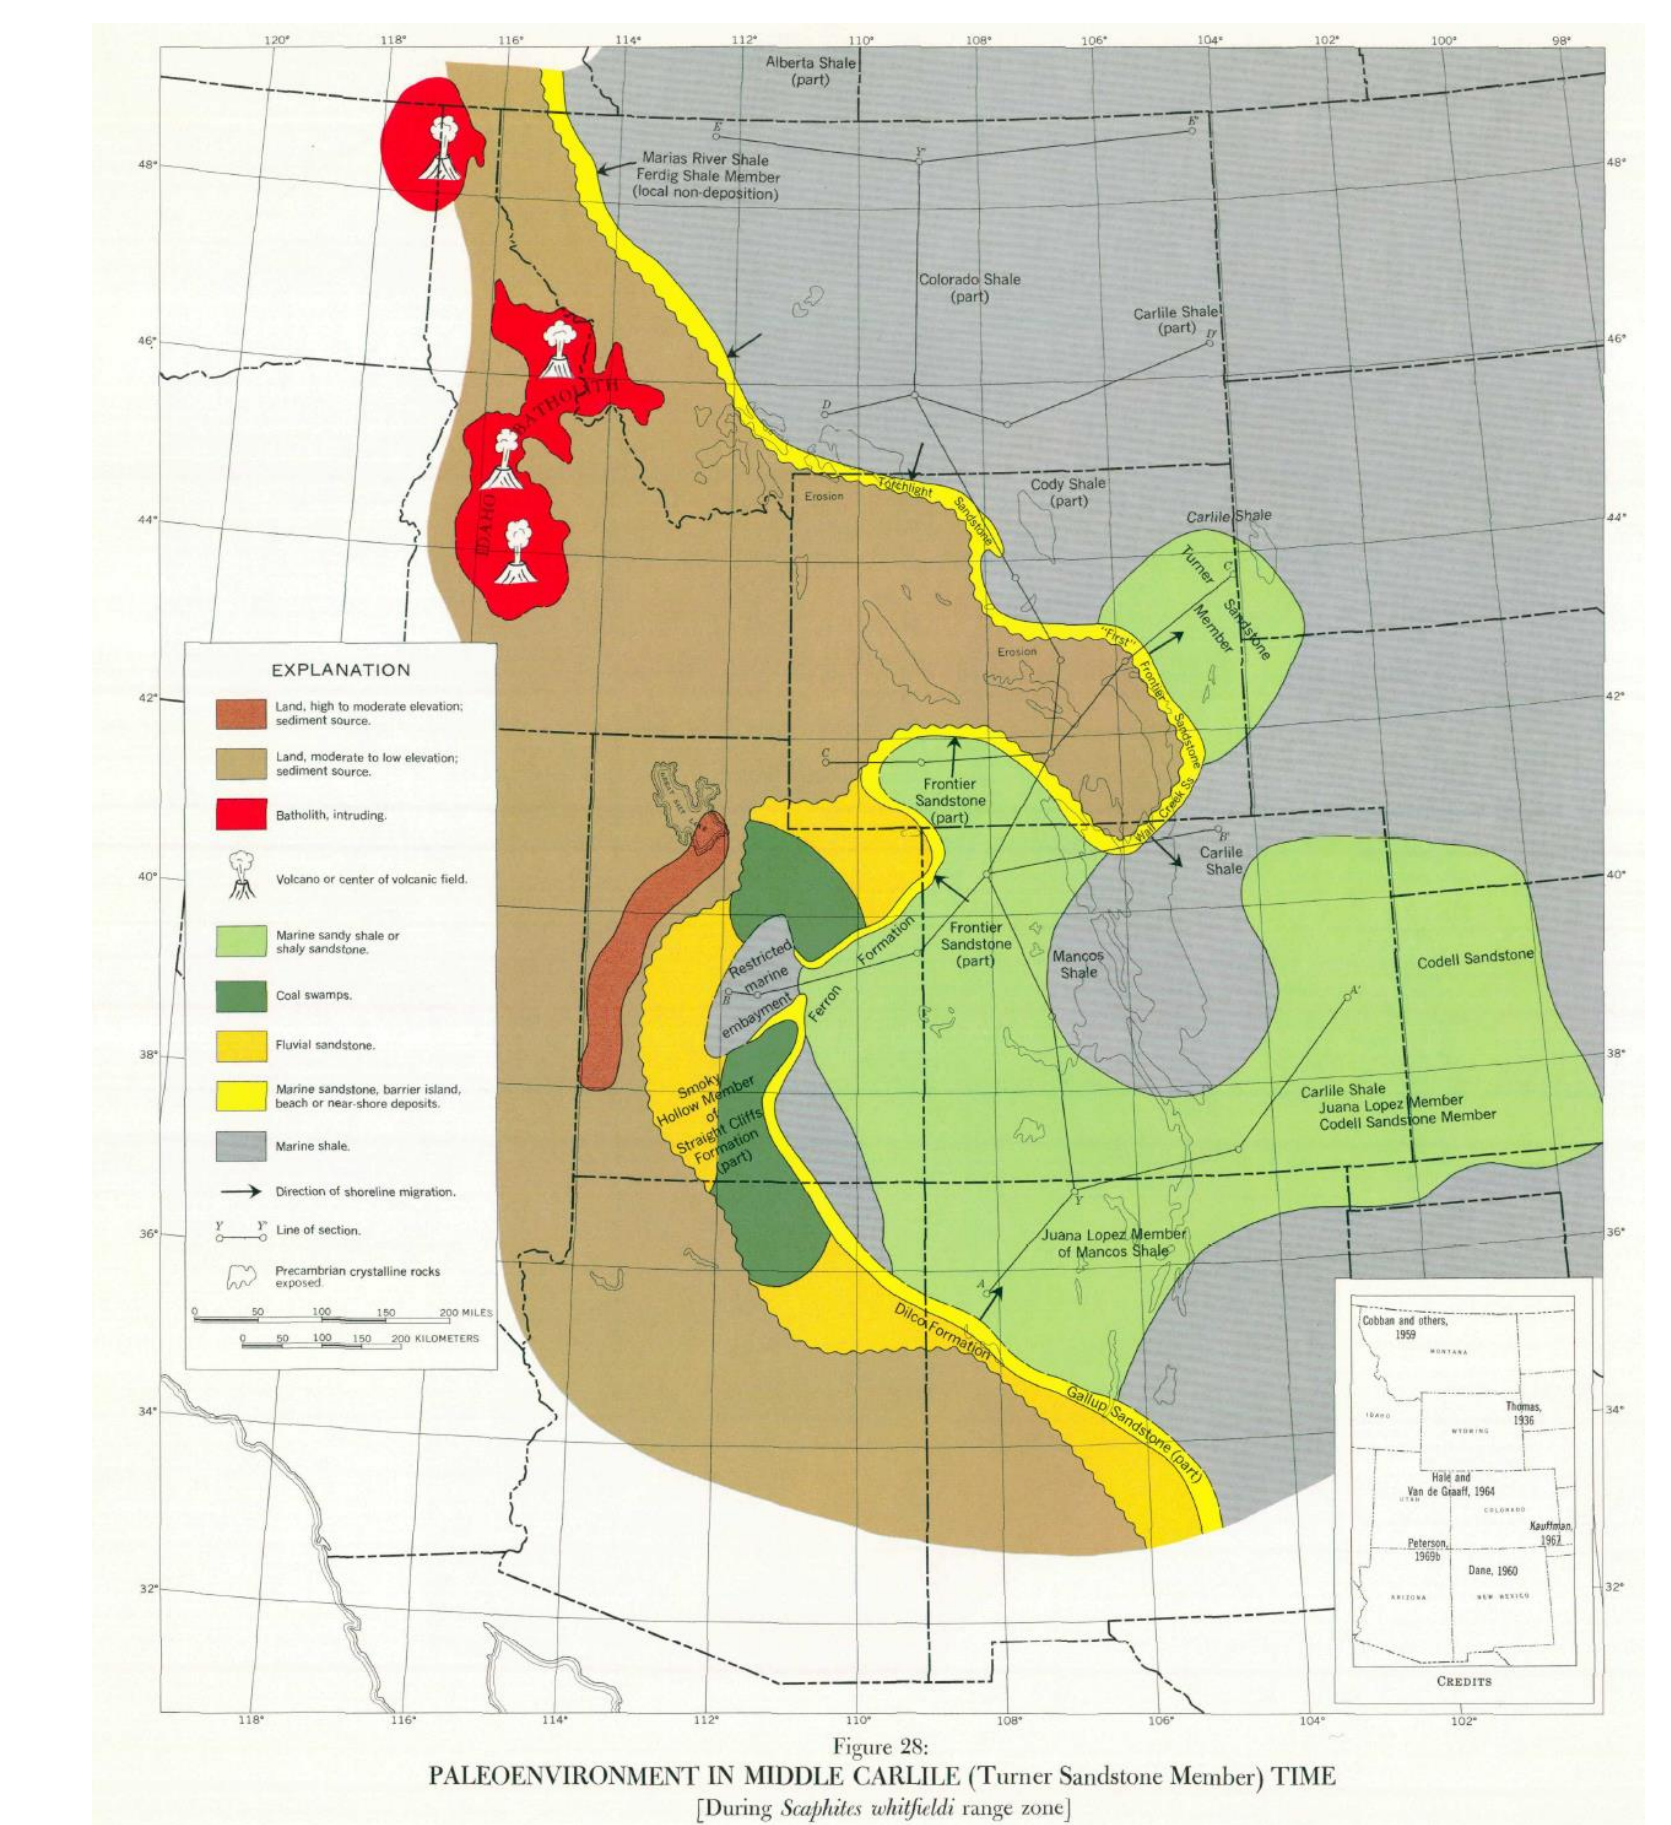 120° 118° 116° 114° 112° 110° 108° 106° 104° 102° 100° 98°
Alberta Shale
(part)
E
E'
Y'
48°
48°
Marias River Shale
Ferdig Shale Member
(local non-deposition)
Colorado Shale
(part)
Carlile Shale
(part)
D'
46°
46°
D
BATHOLITH
IDAHO
Erosion
Torchlight
Sandstone
Cody Shale
(part)
44°
44°
Carlile Shale
Turner
Sandstone
Member
C'
"First"
Frontier
Sandstone
Erosion
42°
42°
C
Wall Creek Ss
Frontier
Sandstone
(part)
B'
Carlile
Shale
40°
40°
Formation
Ferron
Frontier
Sandstone
(part)
Mancos
Shale
Codell Sandstone
Restricted
marine
embayment
B
A'
38°
38°
Smoky
Hollow Member
of
Straight Cliffs
Formation
(part)
Carlile Shale
Juana Lopez Member
Codell Sandstone Member
Y
36°
36°
Juana Lopez Member
of Mancos Shale
A
Dilco Formation
Gallup Sandstone (part)
34°
34°
32°
32°
EXPLANATION
Land, high to moderate elevation;
sediment source.
Land, moderate to low elevation;
sediment source.
Batholith, intruding.
Volcano or center of volcanic field.
Marine sandy shale or
shaly sandstone.
Coal swamps.
Fluvial sandstone.
Marine sandstone, barrier island,
beach or near-shore deposits.
Marine shale.
Direction of shoreline migration.
Y Y' Line of section.
Precambrian crystalline rocks
exposed.
0 50 100 150 200 MILES
0 50 100 150 200 KILOMETERS
Cobban and others,
1959
MONTANA
IDAHO
Thomas,
1936
WYOMING
Hale and
Van de Graaff, 1964
UTAH
COLORADO
Kauffman,
1967
Peterson,
1969b
Dane, 1960
ARIZONA
NEW MEXICO
CREDITS
118° 116° 114° 112° 110° 108° 106° 104° 102°
Figure 28:
PALEOENVIRONMENT IN MIDDLE CARLILE (Turner Sandstone Member) TIME
[During Scaphites whitfieldi range zone]